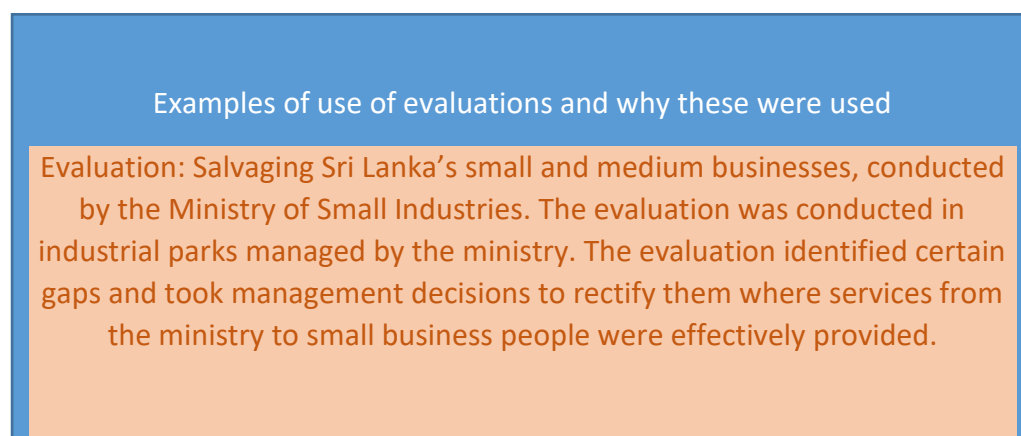 Examples of use of evaluations and why these were used
Evaluation: Salvaging Sri Lanka’s small and medium businesses, conducted
by the Ministry of Small Industries. The evaluation was conducted in
industrial parks managed by the ministry. The evaluation identified certain
gaps and took management decisions to rectify them where services from
the ministry to small business people were effectively provided.